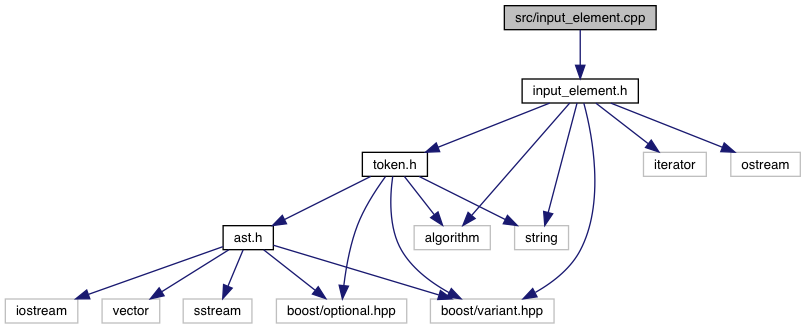 src/input_element.cpp
input_element.h
token.h
iterator
ostream
ast.h
algorithm
string
iostream
vector
sstream
boost/optional.hpp
boost/variant.hpp